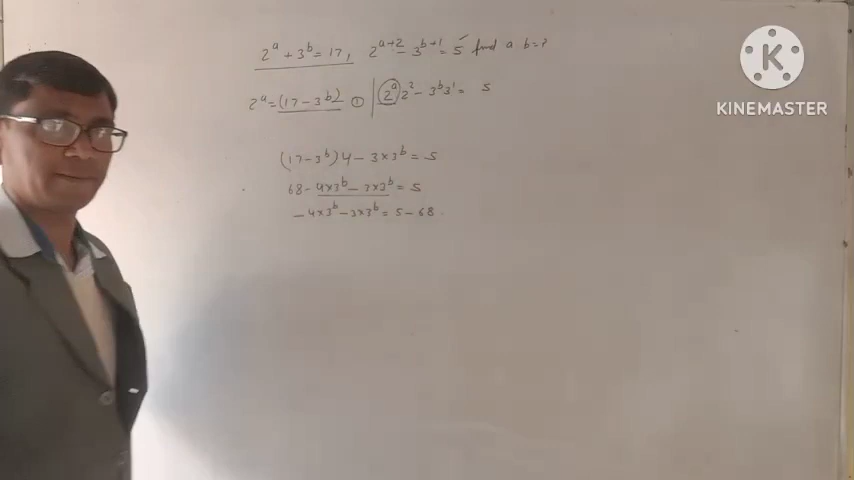 2^a + 3^b = 17, 2^{a+2} - 3^{b+1} = 5 find a b = ?
2^a = (17 - 3^b) ① | 2^a 2^2 - 3^b 3^1 = 5
(17 - 3^b) 4 - 3 × 3^b = 5
68 - 4 × 3^b - 3 × 3^b = 5
- 4 × 3^b - 3 × 3^b = 5 - 68
K
KINEMASTER